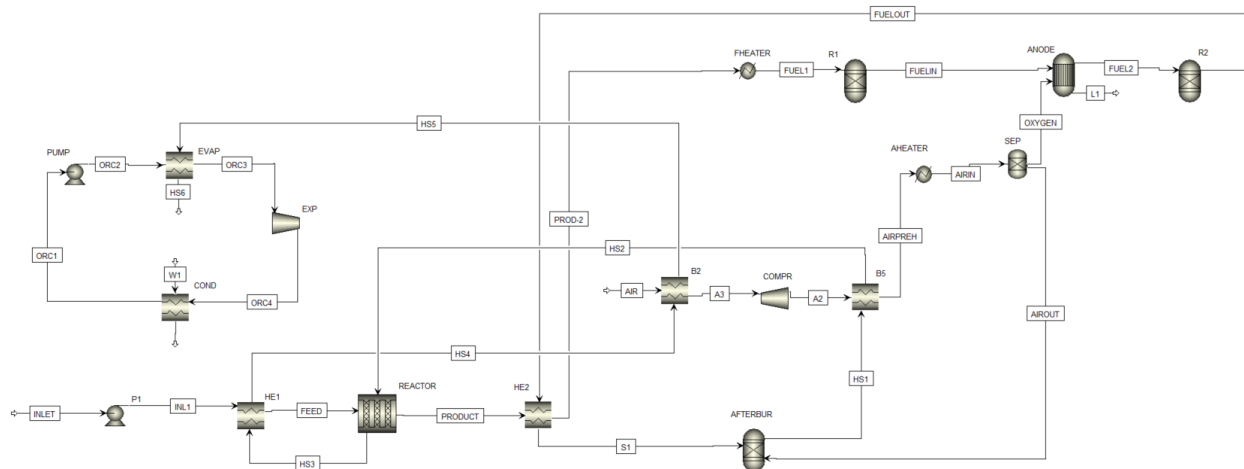 FUELOUT
FHEATER
R1
ANODE
R2
FUEL1
FUELIN
FUEL2
L1
HS5
OXYGEN
PUMP
ORC2
EVAP
ORC3
AHEATER
SEP
AIRIN
HS6
EXP
PROD-2
AIRPREH
ORC1
HS2
W1
B2
COMPR
B5
COND
AIR
A3
A2
ORC4
AIROUT
HS4
HS1
REACTOR
HE2
P1
HE1
INLET
INL1
FEED
PRODUCT
AFTERBUR
S1
HS3